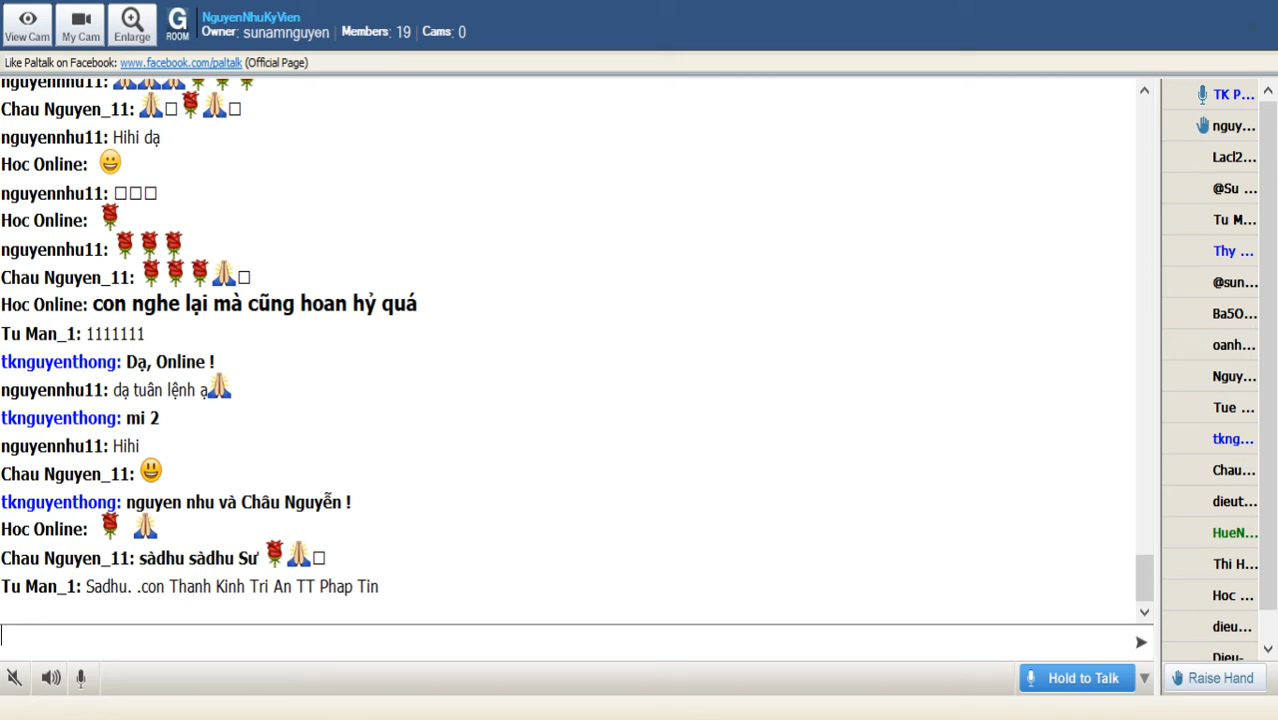 View Cam
My Cam
Enlarge
G
ROOM
NguyenNhuKyVien
Owner: sunamnguyen Members: 19 Cams: 0
Like Paltalk on Facebook: www.facebook.com/paltalk (Official Page)
nguyennhu11:
Chau Nguyen_11:
nguyennhu11: Hihi dạ
Hoc Online:
nguyennhu11:
Hoc Online:
nguyennhu11:
Chau Nguyen_11:
Hoc Online: con nghe lại mà cũng hoan hỷ quá
Tu Man_1: 1111111
tknguyenthong: Dạ, Online !
nguyennhu11: dạ tuân lệnh ạ
tknguyenthong: mi 2
nguyennhu11: Hihi
Chau Nguyen_11:
tknguyenthong: nguyen nhu và Châu Nguyễn !
Hoc Online:
Chau Nguyen_11: sàdhu sàdhu Sư
Tu Man_1: Sadhu. .con Thanh Kinh Tri An TT Phap Tin
TK P...
nguy...
Lacl2...
@Su ...
Tu M...
Thy ...
@sun...
Ba5O...
oanh...
Nguy...
Tue ...
tkng...
Chau...
dieut...
HueN...
Thi H...
Hoc ...
dieu...
Dieu-
Hold to Talk
Raise Hand